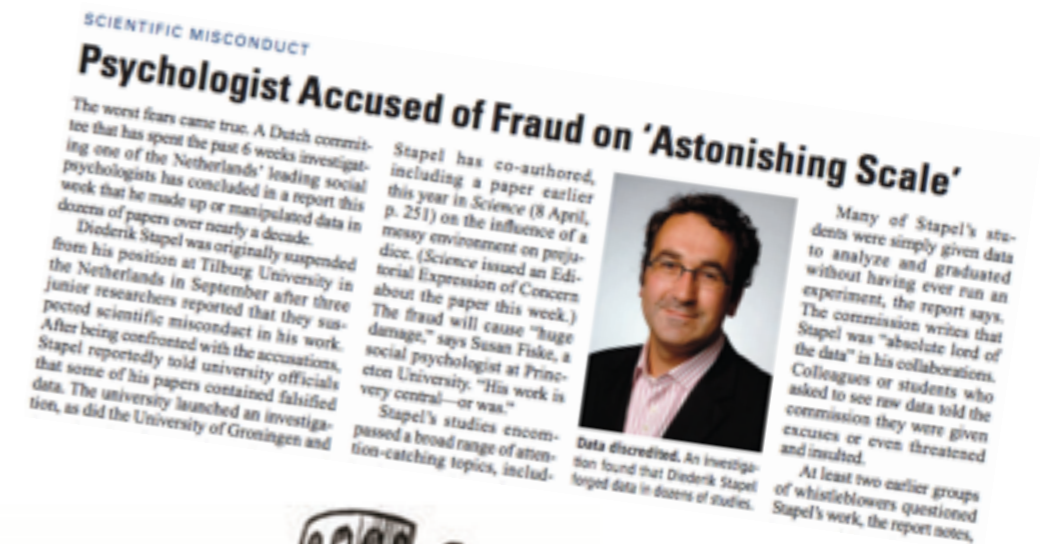 SCIENTIFIC MISCONDUCT
Psychologist Accused of Fraud on ‘Astonishing Scale’
The worst fears came true. A Dutch commit-
tee that has spent the past 6 weeks investigat-
ing one of the Netherlands’ leading social
psychologists has concluded in a report this
week that he made up or manipulated data in
dozens of papers over nearly a decade.
Diederik Stapel was originally suspended
from his position at Tilburg University in
the Netherlands in September after three
junior researchers reported that they sus-
pected scientific misconduct in his work.
After being confronted with the accusations,
Stapel reportedly told university officials
that some of his papers contained falsified
data. The university launched an investiga-
tion, as did the University of Groningen and
Stapel has co-authored,
including a paper earlier
this year in Science (8 April,
p. 251) on the influence of a
messy environment on preju-
dice. (Science issued an Edi-
torial Expression of Concern
about the paper this week.)
The fraud will cause “huge
damage,” says Susan Fiske, a
social psychologist at Princ-
eton University. “His work is
very central—or was.”
Stapel’s studies encom-
passed a broad range of atten-
tion-catching topics, includ-
Data discredited. An investiga-
tion found that Diederik Stapel
forged data in dozens of studies.
Many of Stapel’s stu-
dents were simply given data
to analyze and graduated
without having ever run an
experiment, the report says.
The commission writes that
Stapel was “absolute lord of
the data” in his collaborations.
Colleagues or students who
asked to see raw data told the
commission they were given
excuses or even threatened
and insulted.
At least two earlier groups
of whistleblowers questioned
Stapel’s work, the report notes,